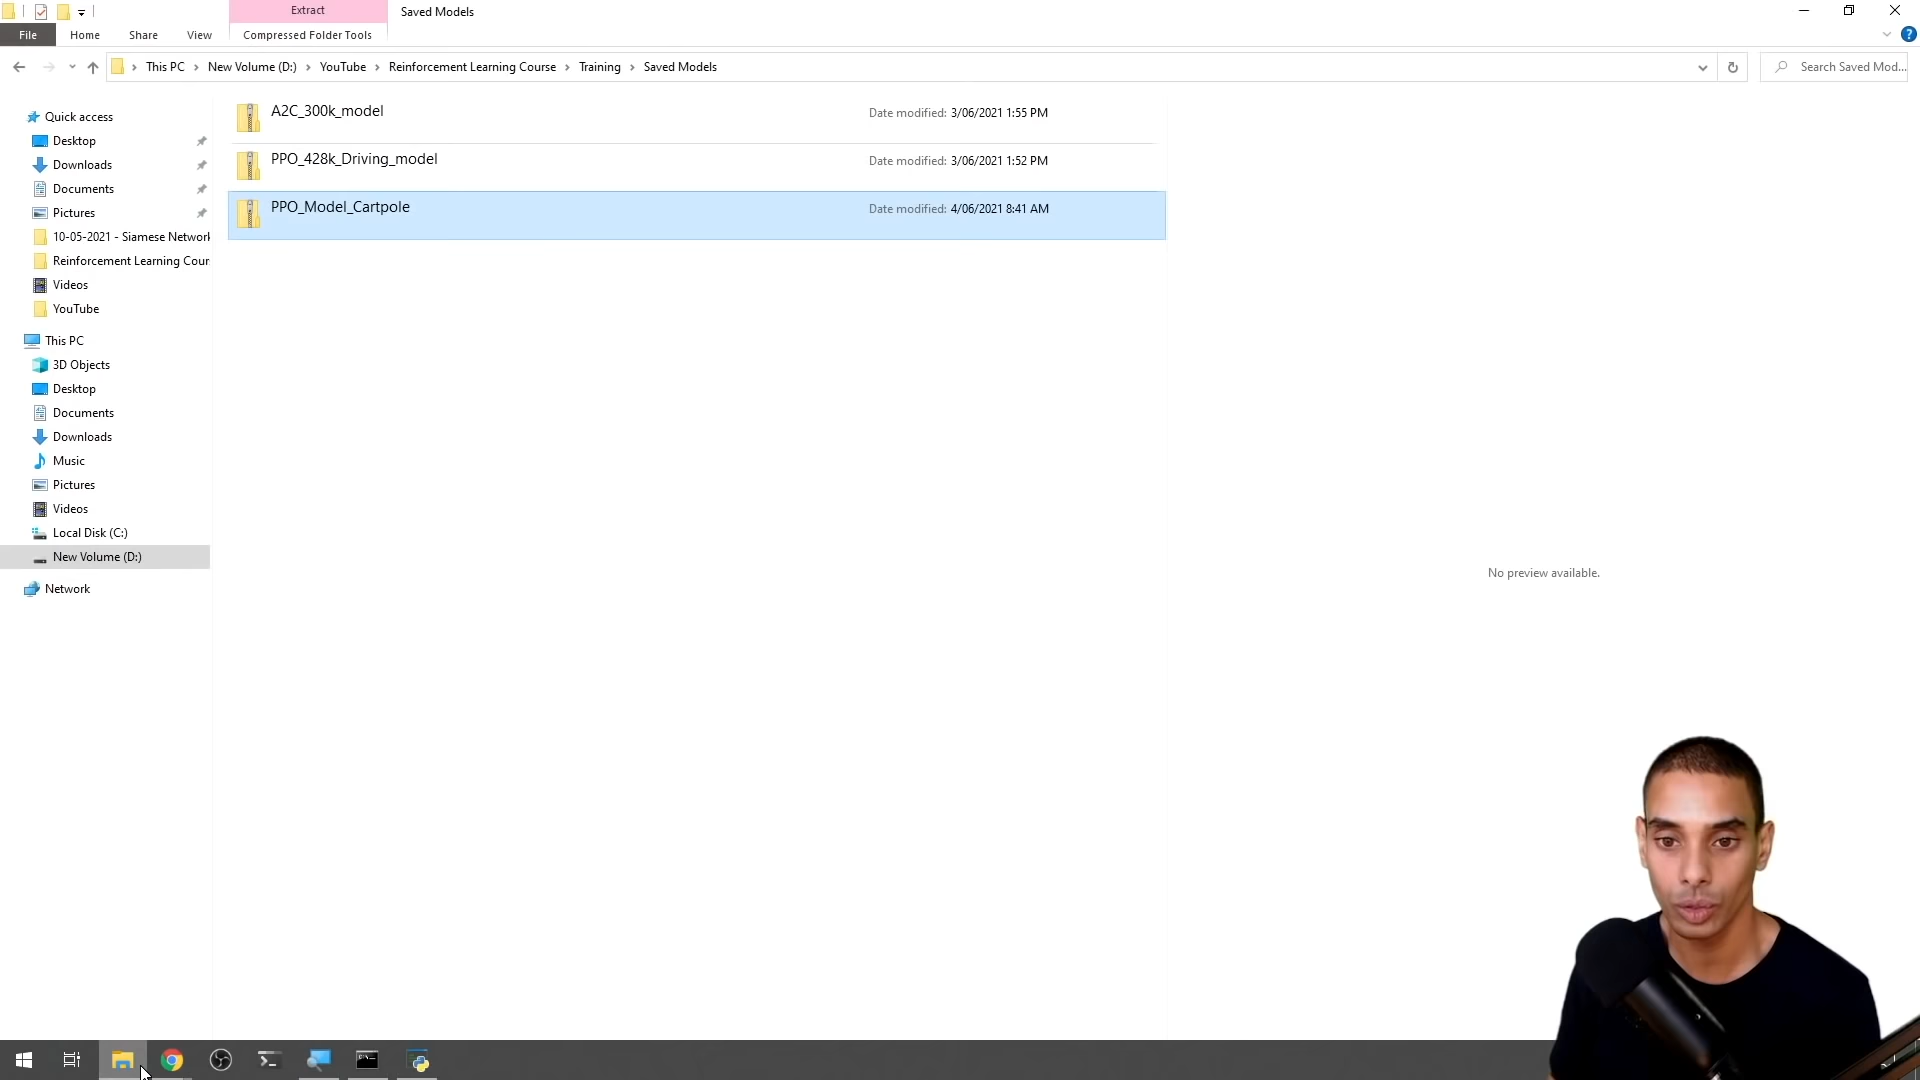 Extract
Saved Models
File
Home
Share
View
Compressed Folder Tools
This PC
New Volume (D:)
YouTube
Reinforcement Learning Course
Training
Saved Models
Search Saved Mod...
Quick access
Desktop
Downloads
Documents
Pictures
10-05-2021 - Siamese Network
Reinforcement Learning Cour
Videos
YouTube
This PC
3D Objects
Desktop
Documents
Downloads
Music
Pictures
Videos
Local Disk (C:)
New Volume (D:)
Network
A2C_300k_model
Date modified: 3/06/2021 1:55 PM
PPO_428k_Driving_model
Date modified: 3/06/2021 1:52 PM
PPO_Model_Cartpole
Date modified: 4/06/2021 8:41 AM
No preview available.